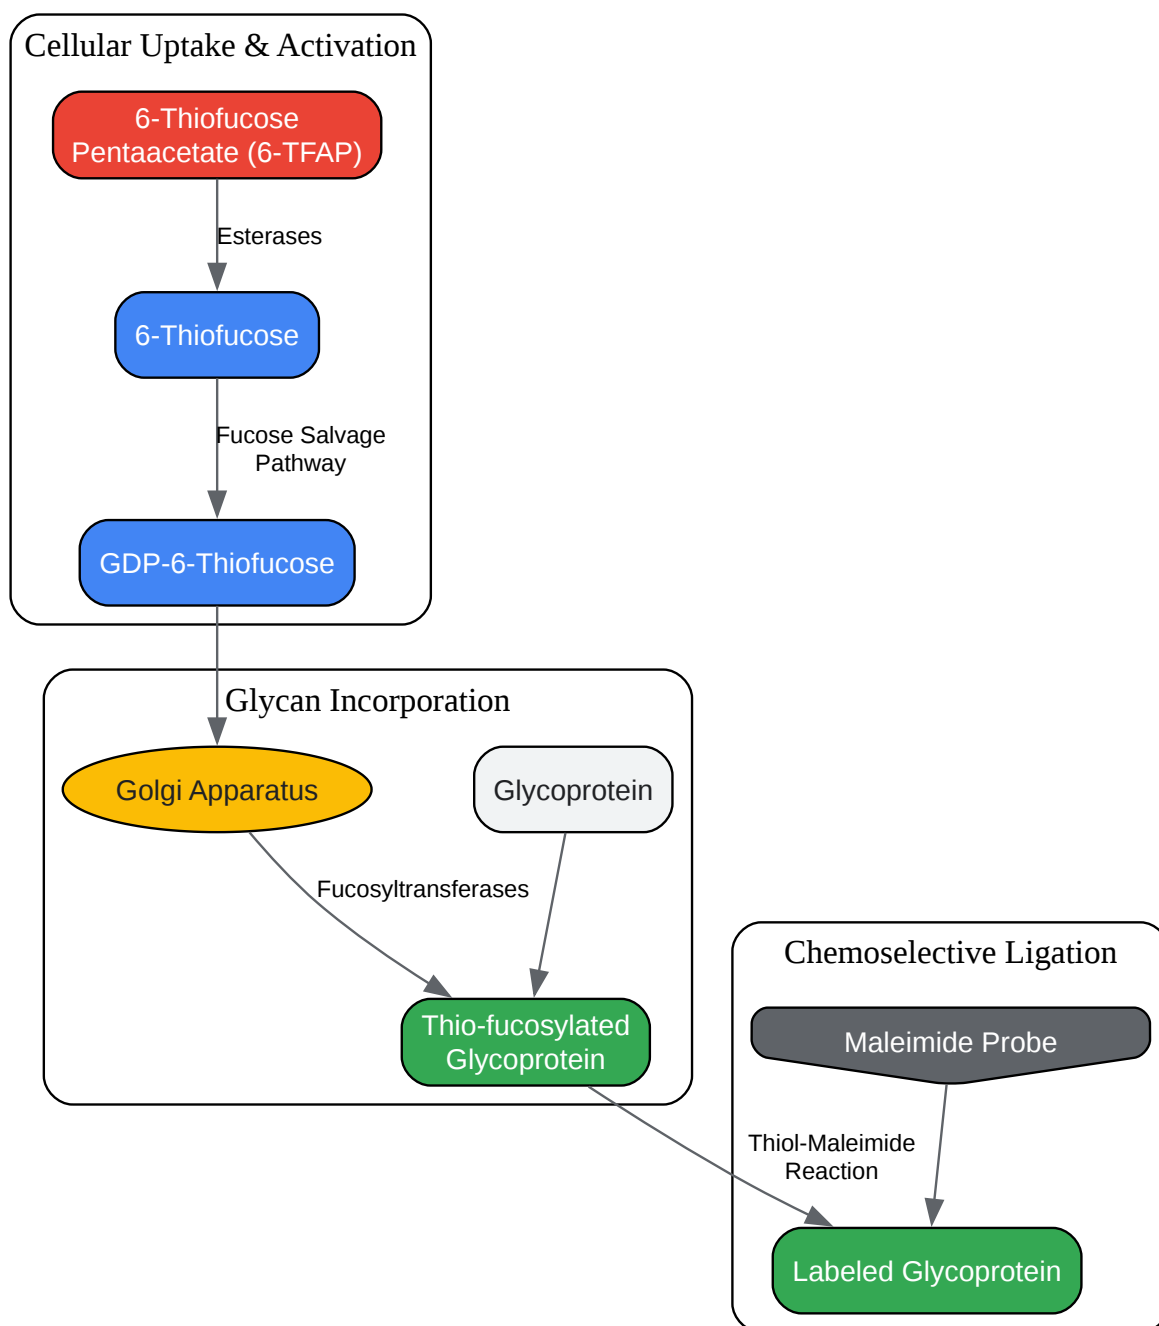 Cellular Uptake & Activation
6-Thiofucose
Pentaacetate (6-TFAP)
Esterases
6-Thiofucose
Fucose Salvage
Pathway
GDP-6-Thiofucose
Glycan Incorporation
Golgi Apparatus
Glycoprotein
Fucosyltransferases
Thio-fucosylated
Glycoprotein
Chemoselective Ligation
Maleimide Probe
Thiol-Maleimide
Reaction
Labeled Glycoprotein